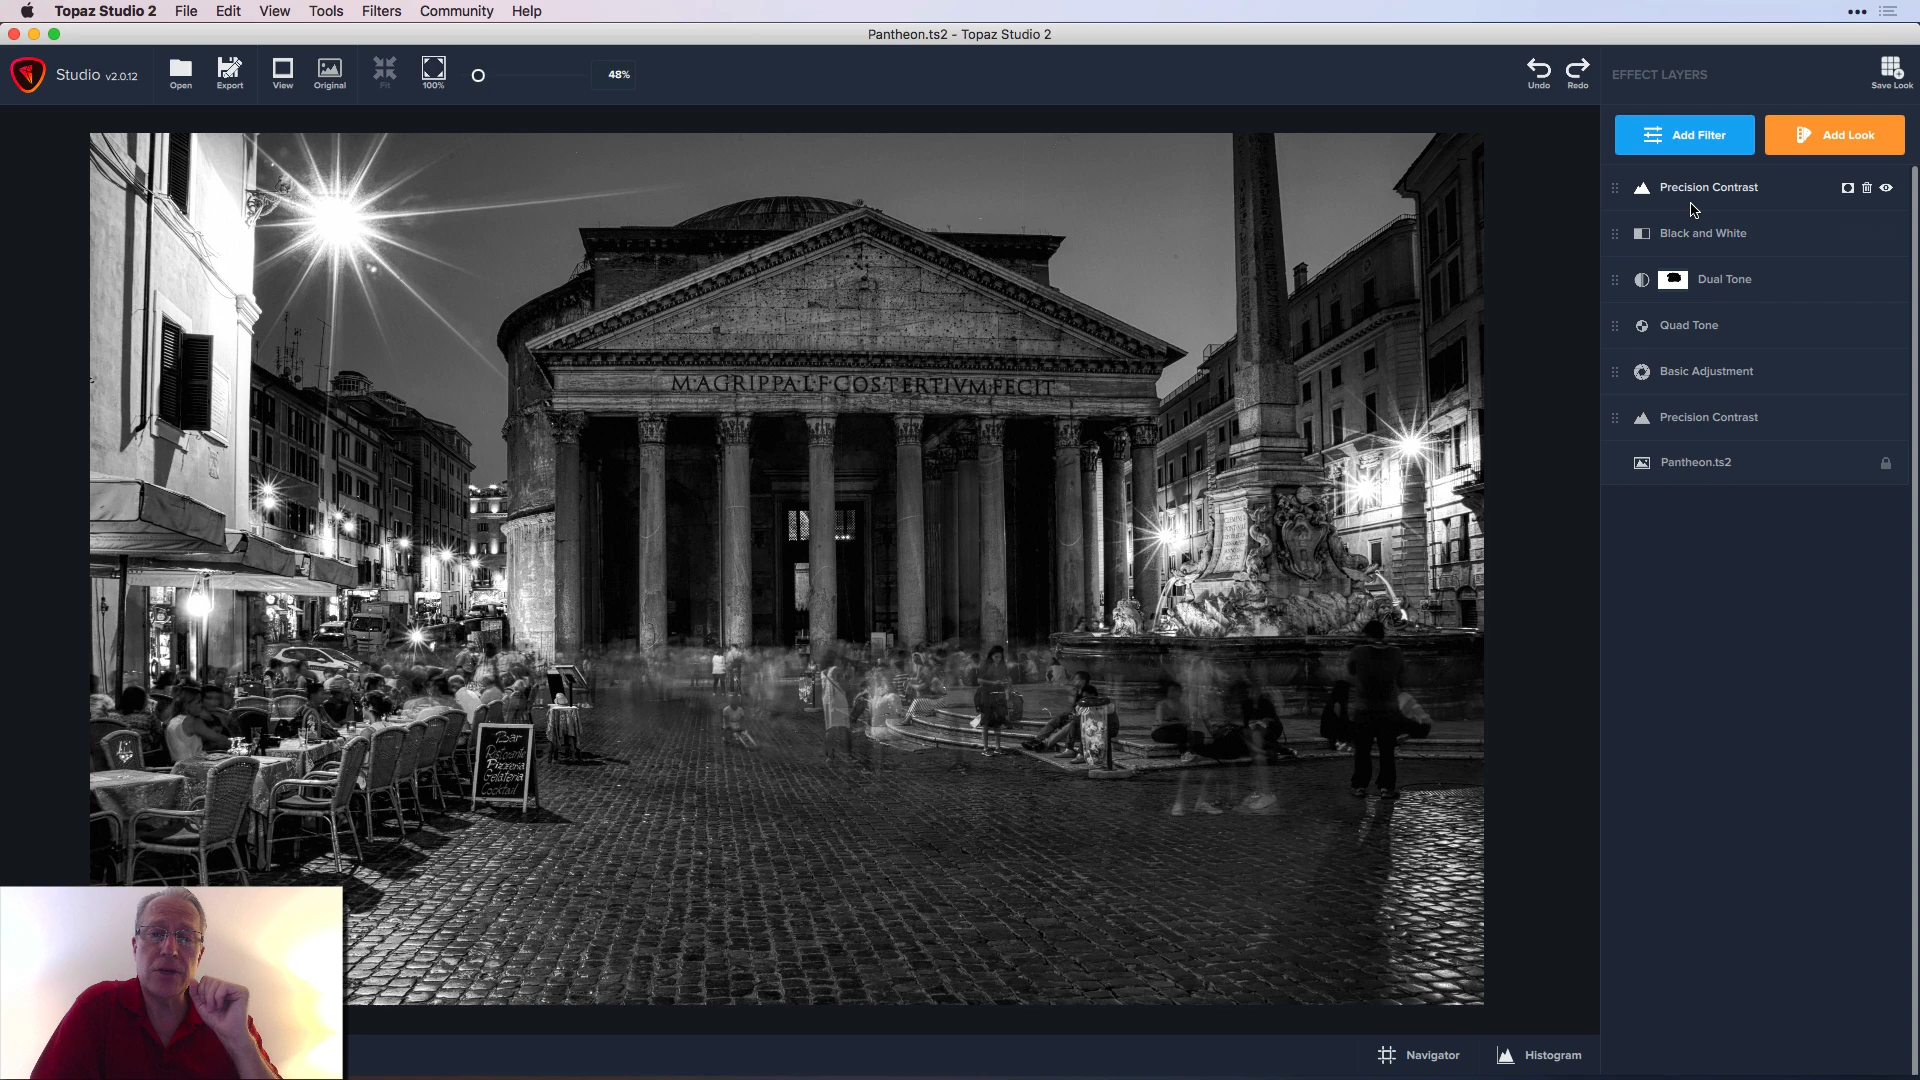 Topaz Studio 2 File Edit View Tools Filters Community Help
Pantheon.ts2 - Topaz Studio 2
Studio v2.0.12
Open
Export
View
Original
Fit
100%
48%
Undo
Redo
EFFECT LAYERS
Save Look
Add Filter
Add Look
Precision Contrast
Black and White
Dual Tone
Quad Tone
Basic Adjustment
Precision Contrast
Pantheon.ts2
M·AGRIPPA·L·F·COS·TERTIVM·FECIT
Bar
Ristorante
Pizzeria
Gelateria
Cocktail
Navigator
Histogram